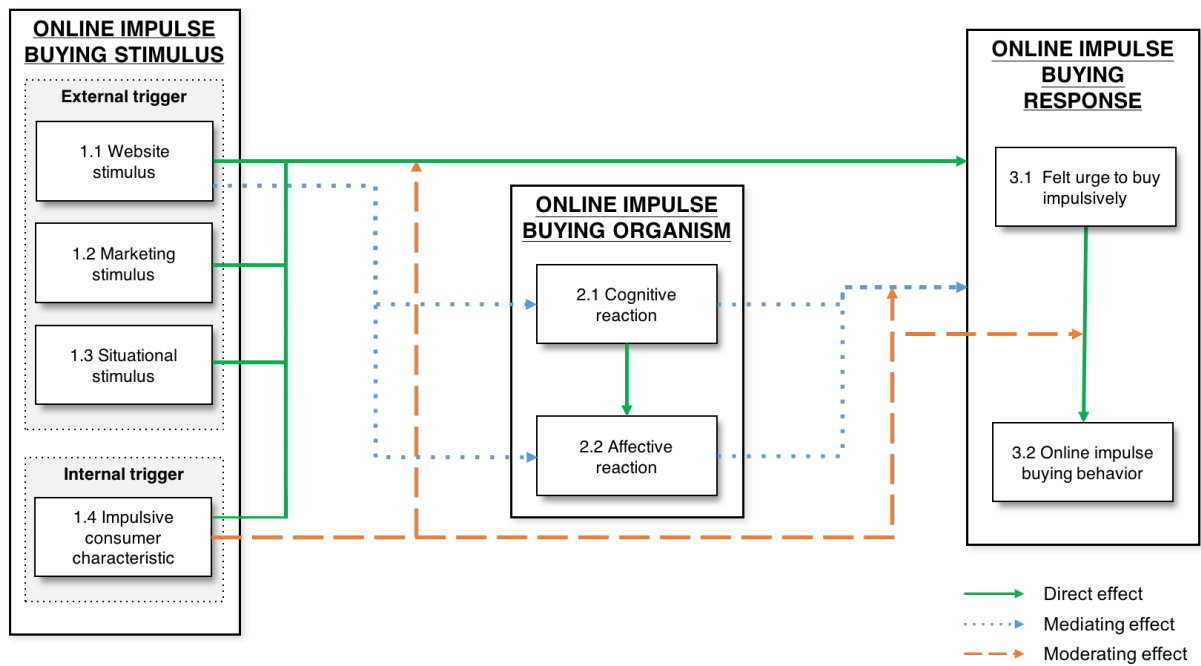 ONLINE IMPULSE
BUYING STIMULUS
External trigger
1.1 Website
stimulus
1.2 Marketing
stimulus
1.3 Situational
stimulus
Internal trigger
1.4 Impulsive
consumer
characteristic
ONLINE IMPULSE
BUYING ORGANISM
2.1 Cognitive
reaction
2.2 Affective
reaction
ONLINE IMPULSE
BUYING
RESPONSE
3.1 Felt urge to buy
impulsively
3.2 Online impulse
buying behavior
Direct effect
Mediating effect
Moderating effect